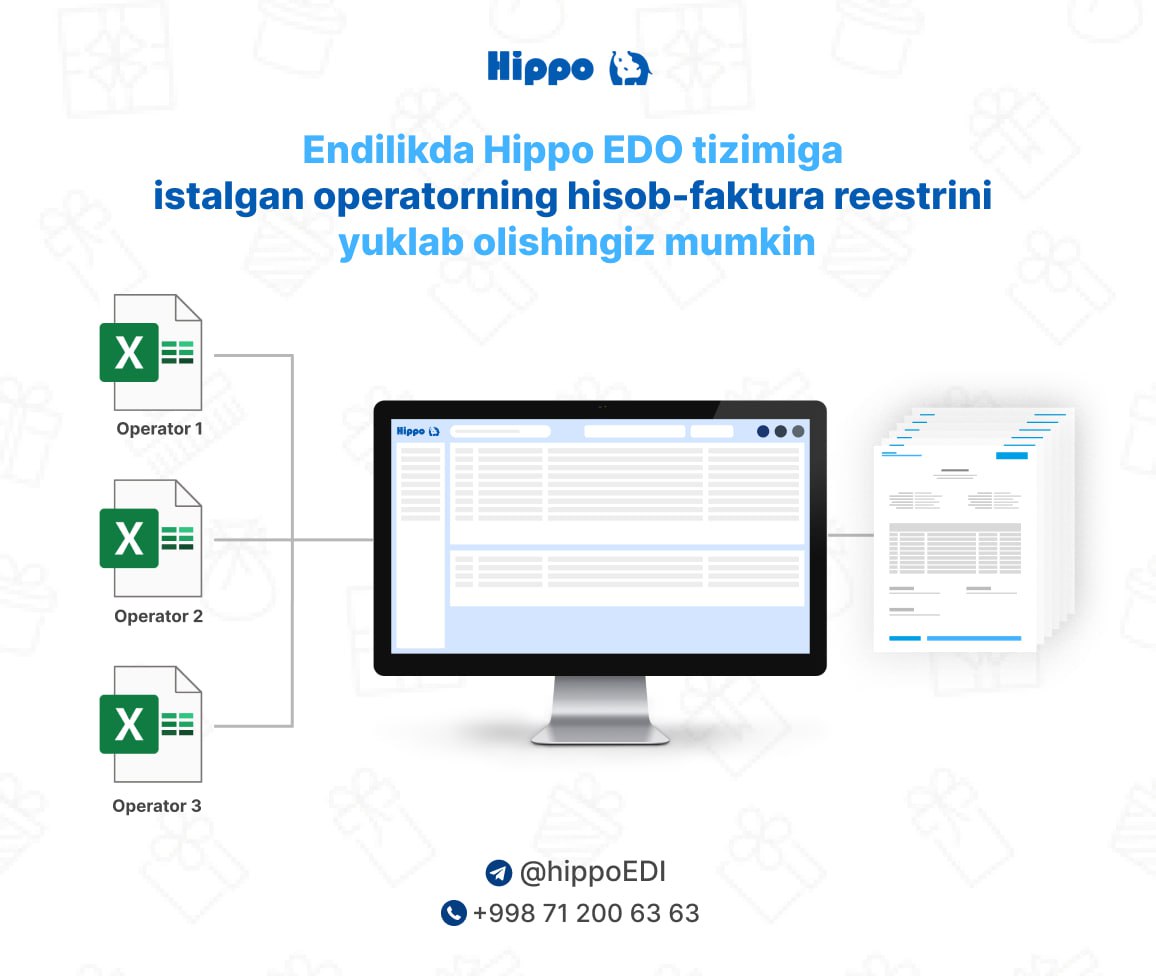 Hippo
Endilikda Hippo EDO tizimiga
istalgan operatorning hisob-faktura reestrini
yuklab olishingiz mumkin
X
Operator 1
X
Operator 2
X
Operator 3
Hippo
@hippoEDI
+998 71 200 63 63